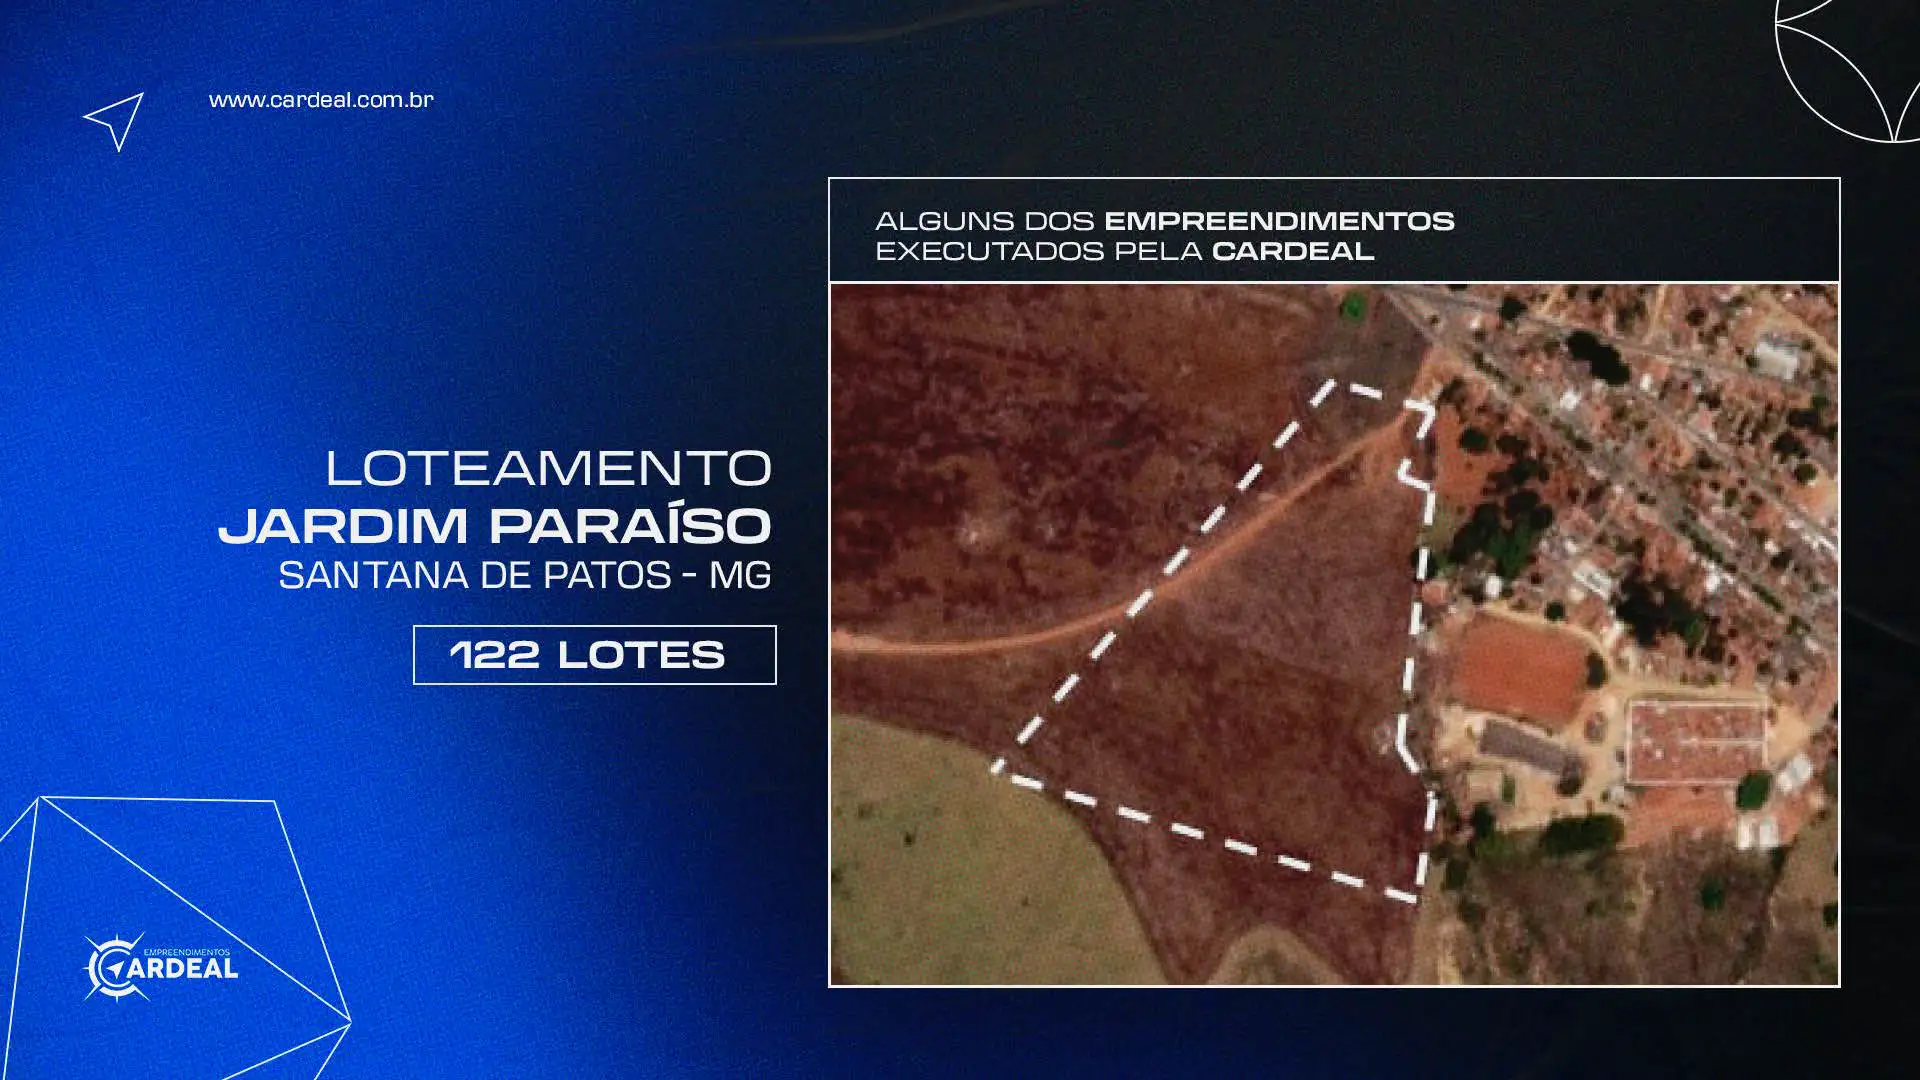 www.cardeal.com.br
ALGUNS DOS EMPREENDIMENTOS
EXECUTADOS PELA CARDEAL
LOTEAMENTO
JARDIM PARAÍSO
SANTANA DE PATOS - MG
122 LOTES
EMPREENDIMENTOS
CARDEAL